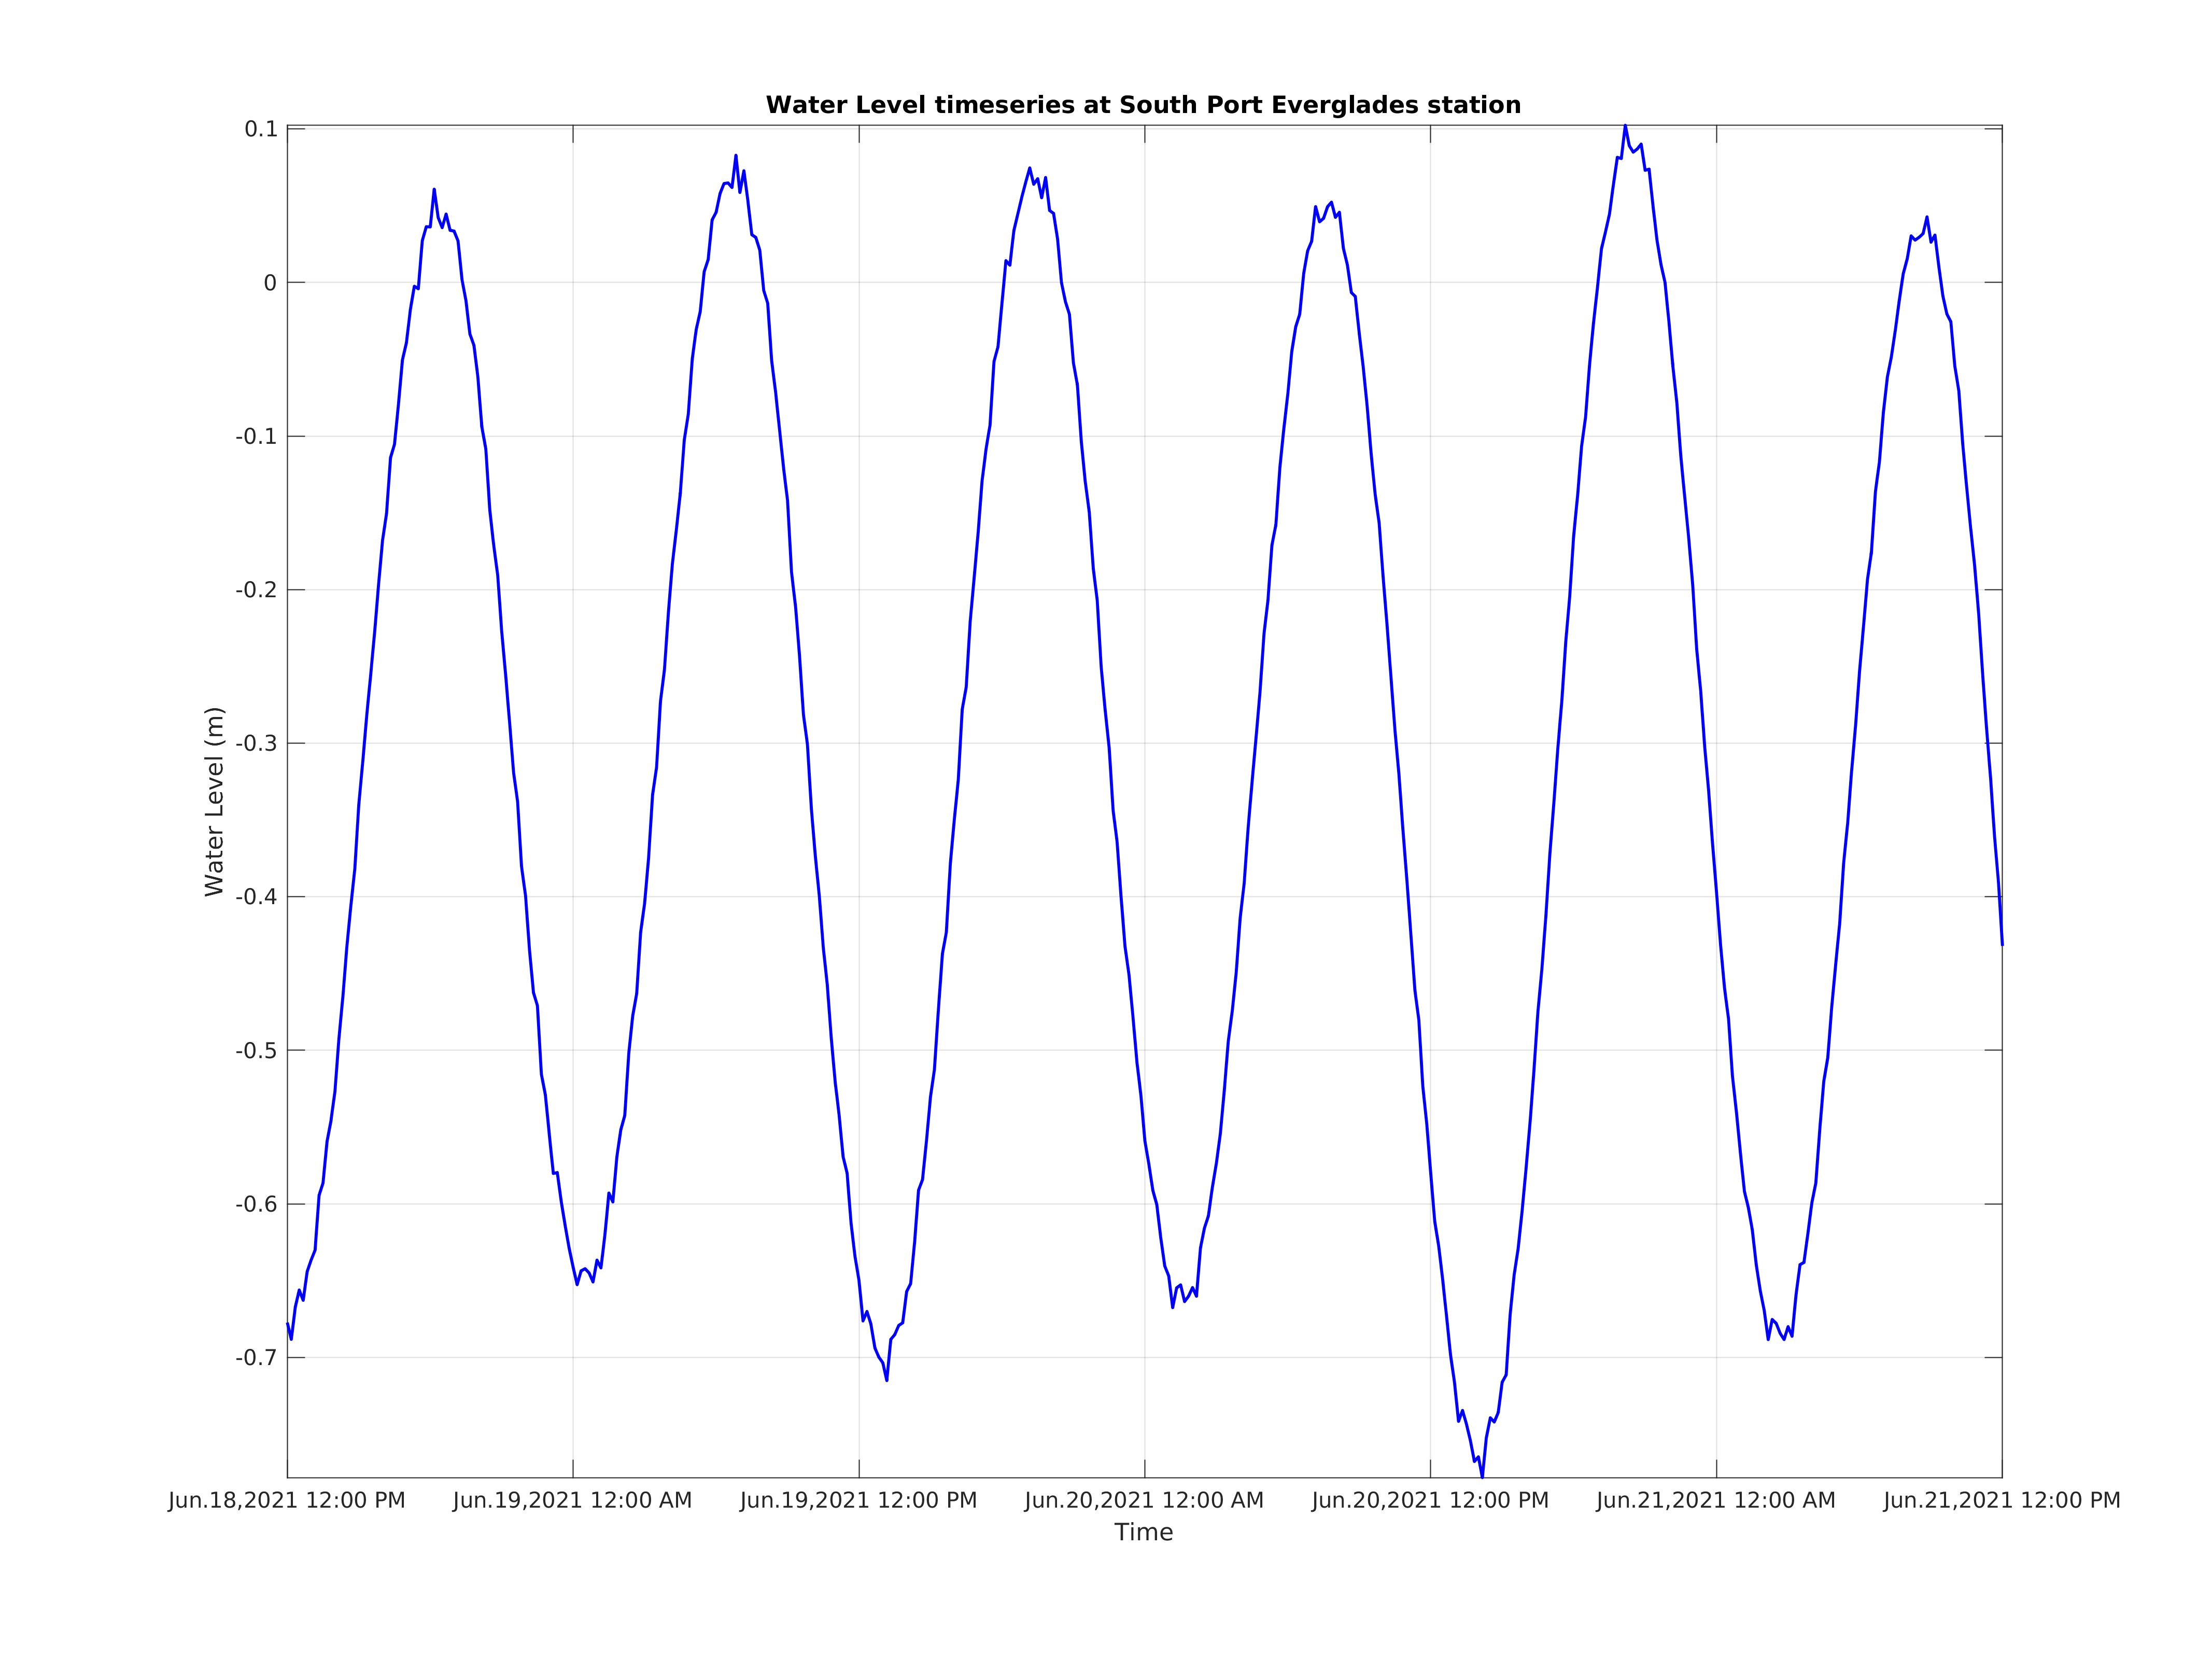 Water Level timeseries at South Port Everglades station
0.1
0
-0.1
-0.2
-0.3
-0.4
-0.5
-0.6
-0.7
Water Level (m)
Jun.18,2021 12:00 PM
Jun.19,2021 12:00 AM
Jun.19,2021 12:00 PM
Jun.20,2021 12:00 AM
Jun.20,2021 12:00 PM
Jun.21,2021 12:00 AM
Jun.21,2021 12:00 PM
Time